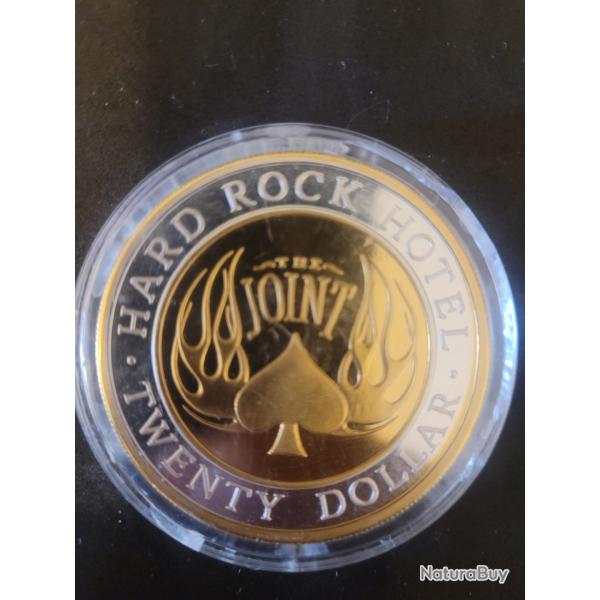 · HARD ROCK HOTEL ·
THE
JOINT
TWENTY DOLLAR
NaturaBuy